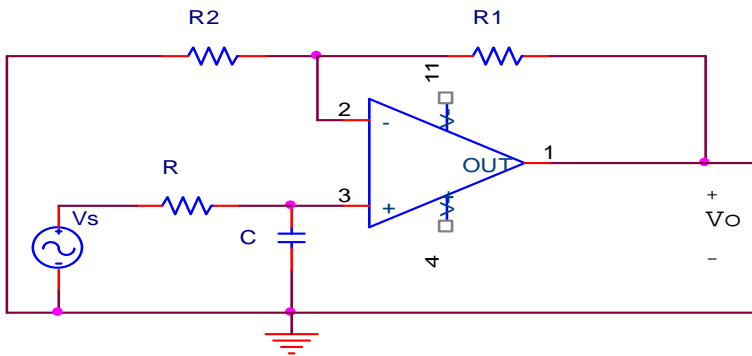 R2
R1
11
2
-
V-
OUT
1
R
3
+
V+
Vs
+
-
C
4
+
VO
-